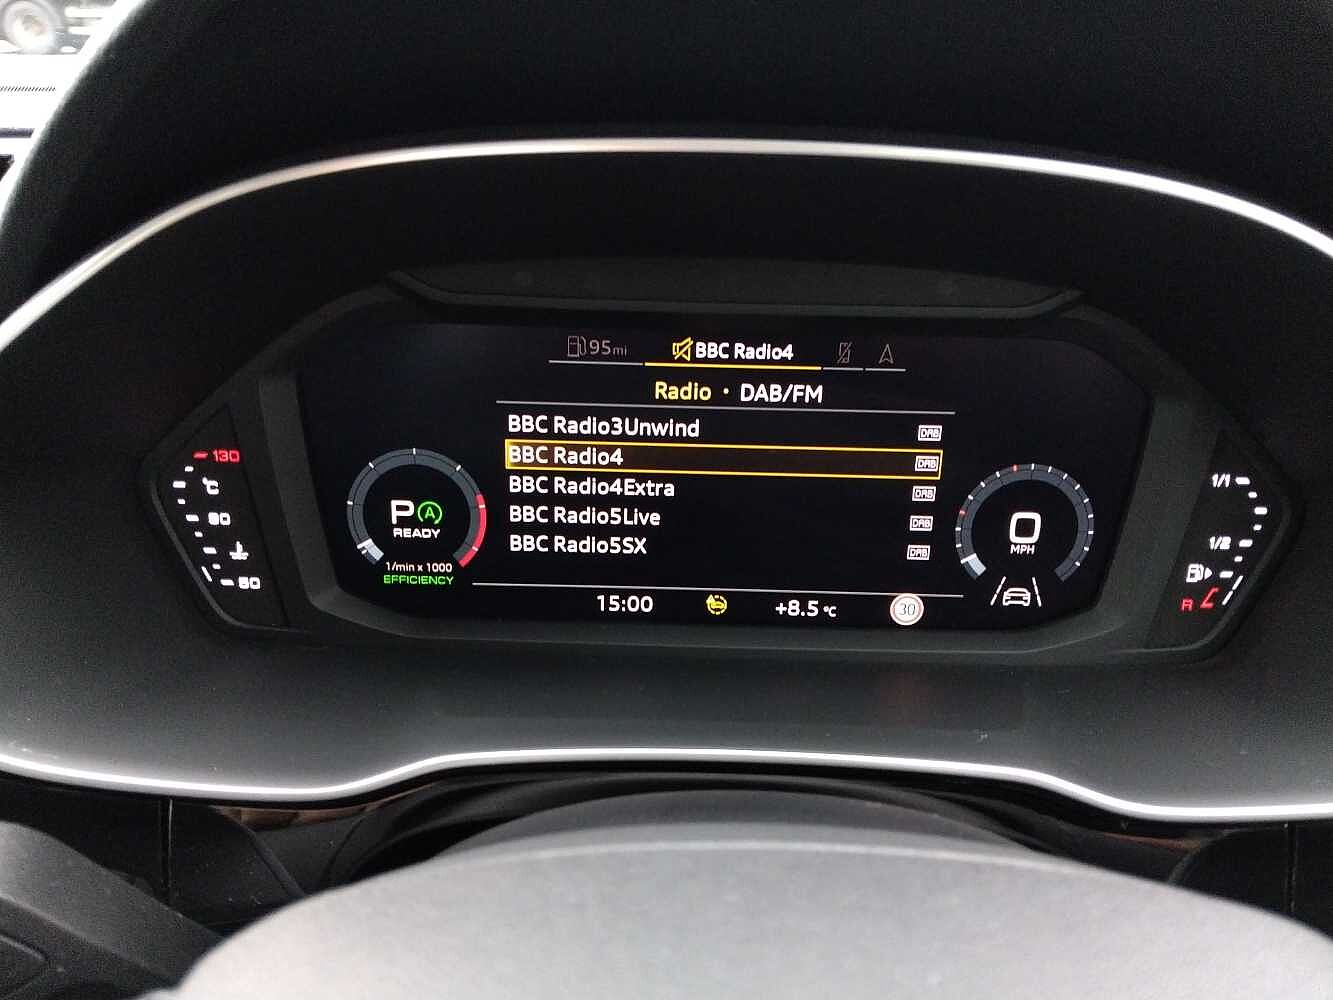 95mi BBC Radio4
Radio • DAB/FM
BBC Radio3Unwind DAB
BBC Radio4 DAB
BBC Radio4Extra DAB
BBC Radio5Live DAB
BBC Radio5SX DAB
15:00 +8.5 °C 30
130
°C
90
50
P A
READY
1/min x 1000
EFFICIENCY
0
MPH
1/1
1/2
R